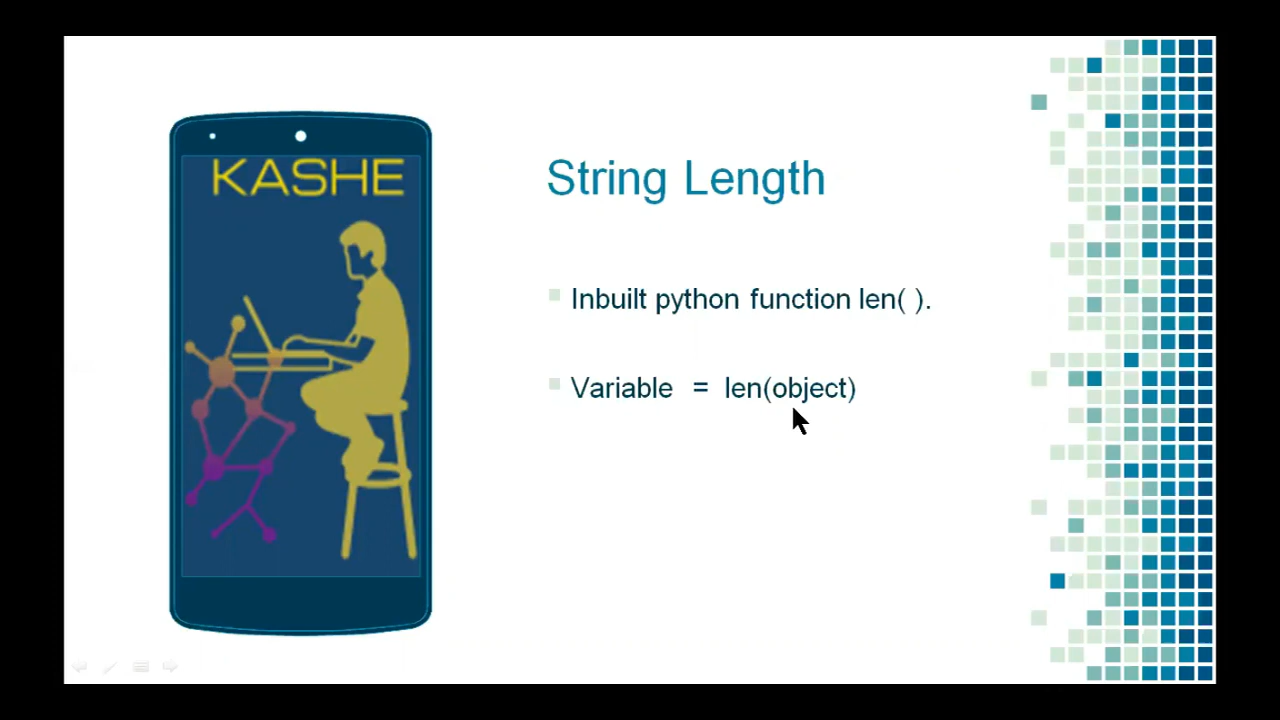 KASHE
String Length
Inbuilt python function len( ).
Variable = len(object)